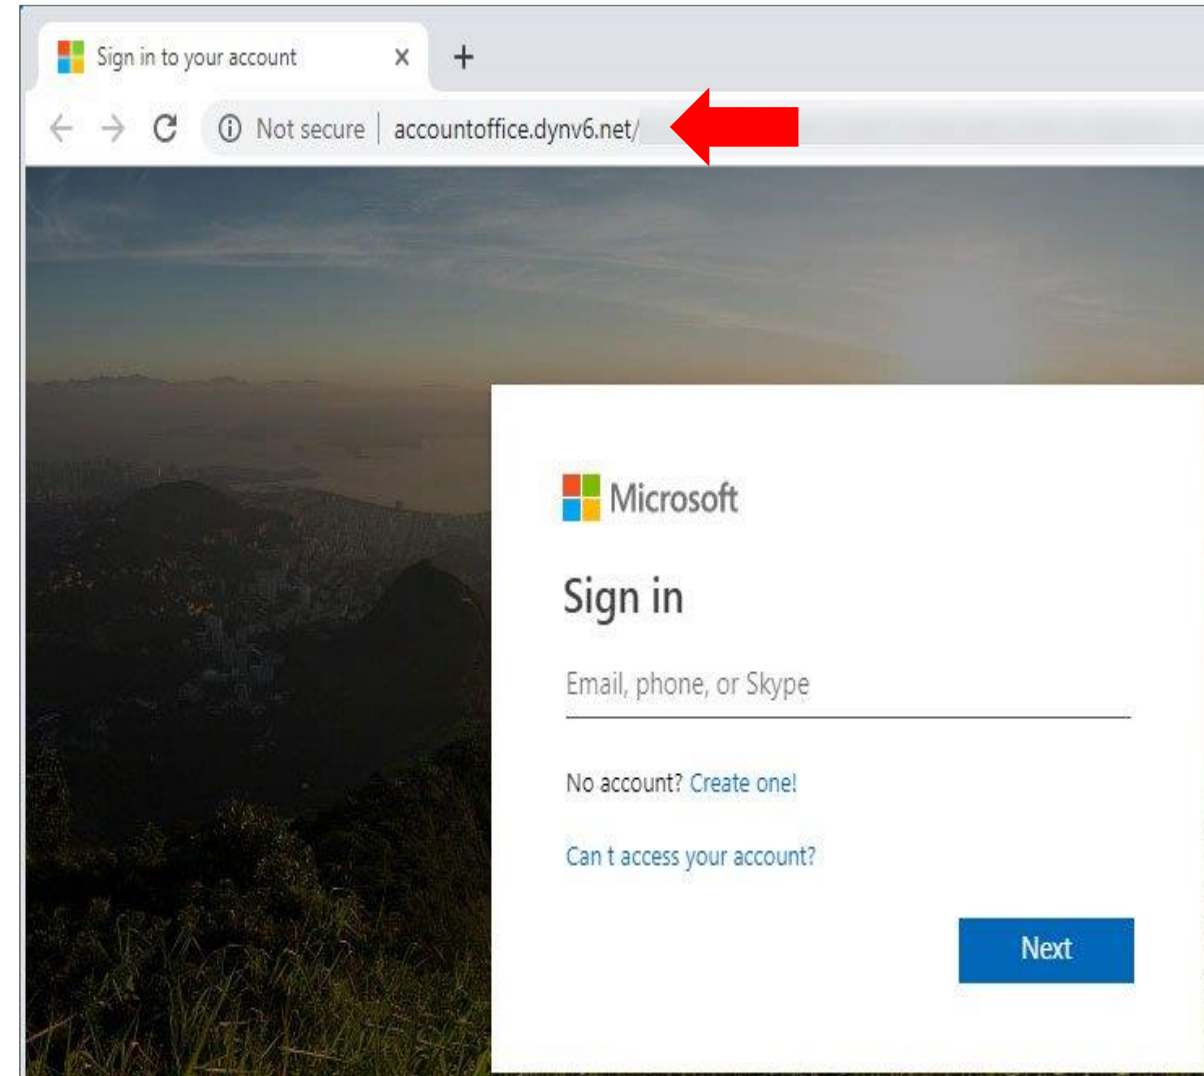 Sign in to your account
Not secure | accountoffice.dynv6.net/
Microsoft
Sign in
Email, phone, or Skype
No account? Create one!
Can t access your account?
Next